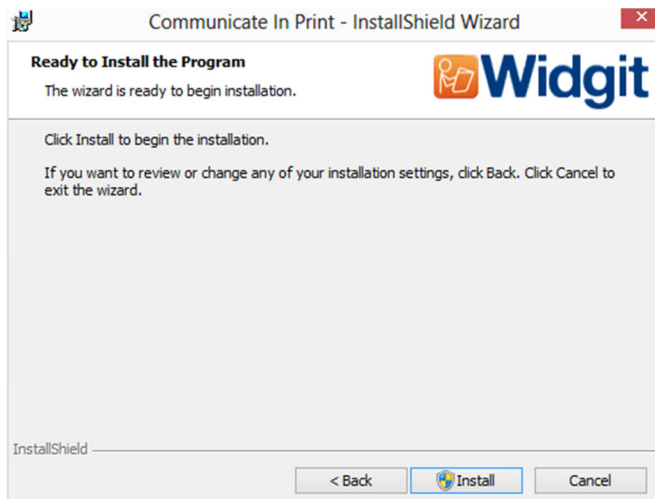 Communicate In Print - InstallShield Wizard
Ready to Install the Program
The wizard is ready to begin installation.
Widgit
Click Install to begin the installation.
If you want to review or change any of your installation settings, click Back. Click Cancel to
exit the wizard.
InstallShield
< Back
Install
Cancel